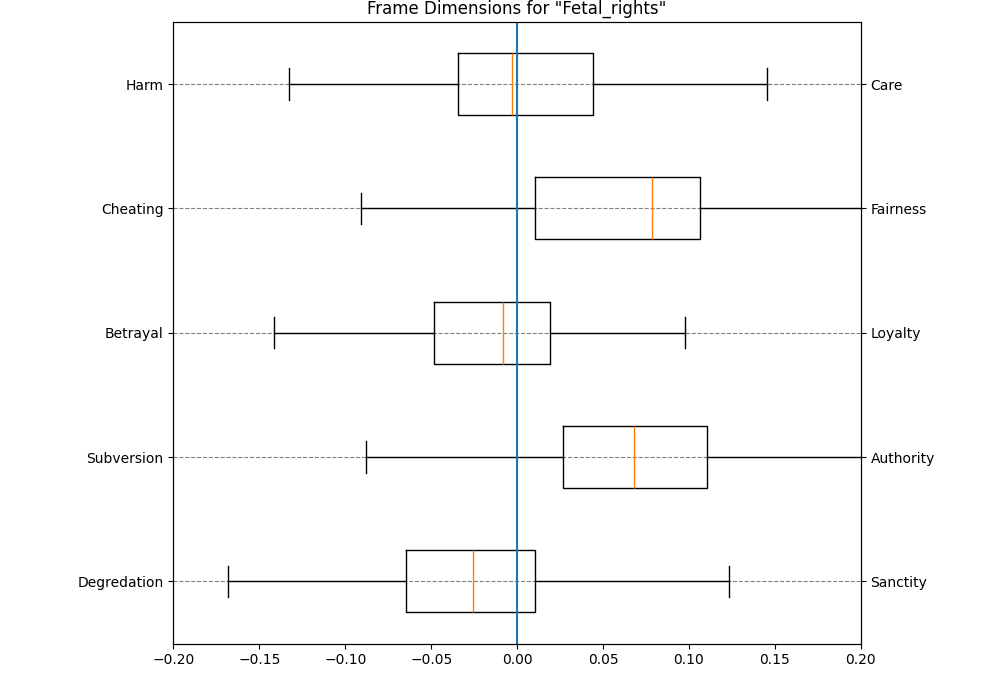 Frame Dimensions for "Fetal_rights"
Harm Care
Cheating Fairness
Betrayal Loyalty
Subversion Authority
Degredation Sanctity
−0.20 −0.15 −0.10 −0.05 0.00 0.05 0.10 0.15 0.20